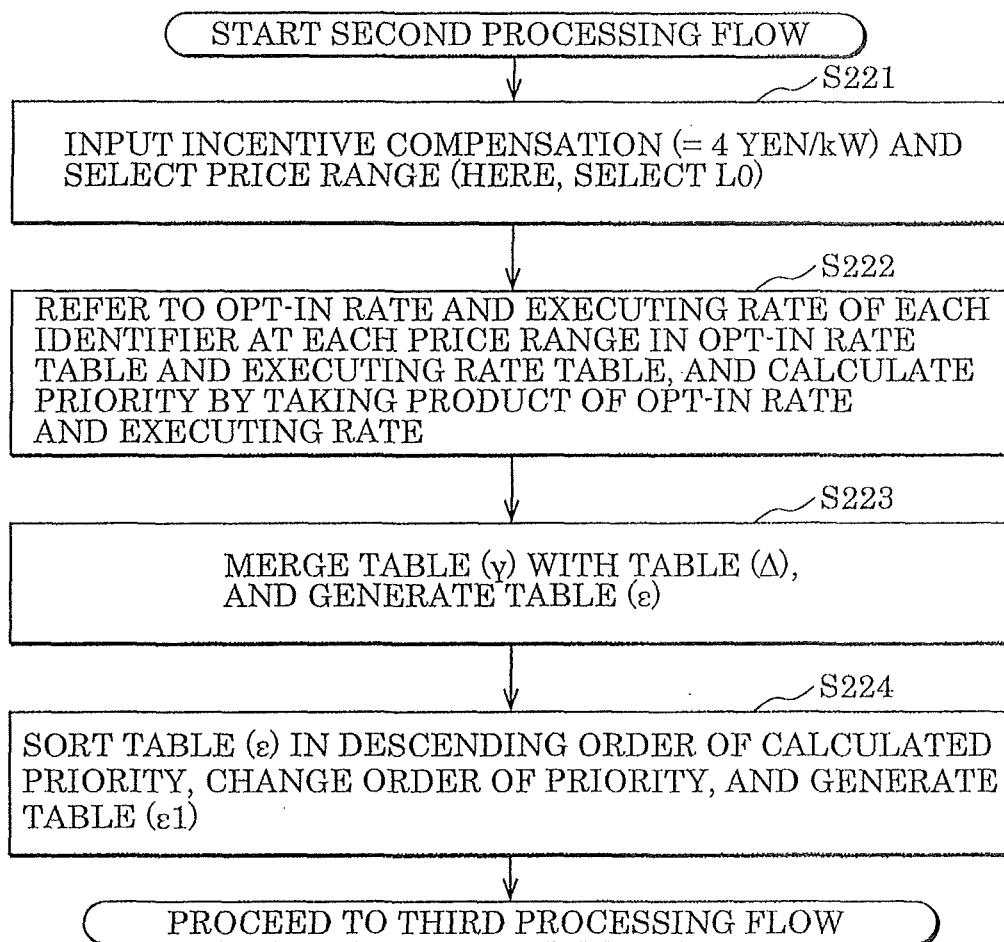 START SECOND PROCESSING FLOW
S221
INPUT INCENTIVE COMPENSATION (= 4 YEN/kW) AND
SELECT PRICE RANGE (HERE, SELECT L0)
S222
REFER TO OPT-IN RATE AND EXECUTING RATE OF EACH
IDENTIFIER AT EACH PRICE RANGE IN OPT-IN RATE
TABLE AND EXECUTING RATE TABLE, AND CALCULATE
PRIORITY BY TAKING PRODUCT OF OPT-IN RATE
AND EXECUTING RATE
S223
MERGE TABLE (γ) WITH TABLE (Δ),
AND GENERATE TABLE (ε)
S224
SORT TABLE (ε) IN DESCENDING ORDER OF CALCULATED
PRIORITY, CHANGE ORDER OF PRIORITY, AND GENERATE
TABLE (ε1)
PROCEED TO THIRD PROCESSING FLOW